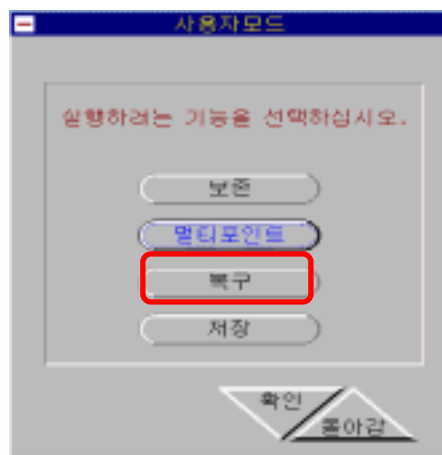 사용자모드
실행하려는 기능을 선택하십시오.
보존
멀티포인트
복구
저장
확인
돌아감